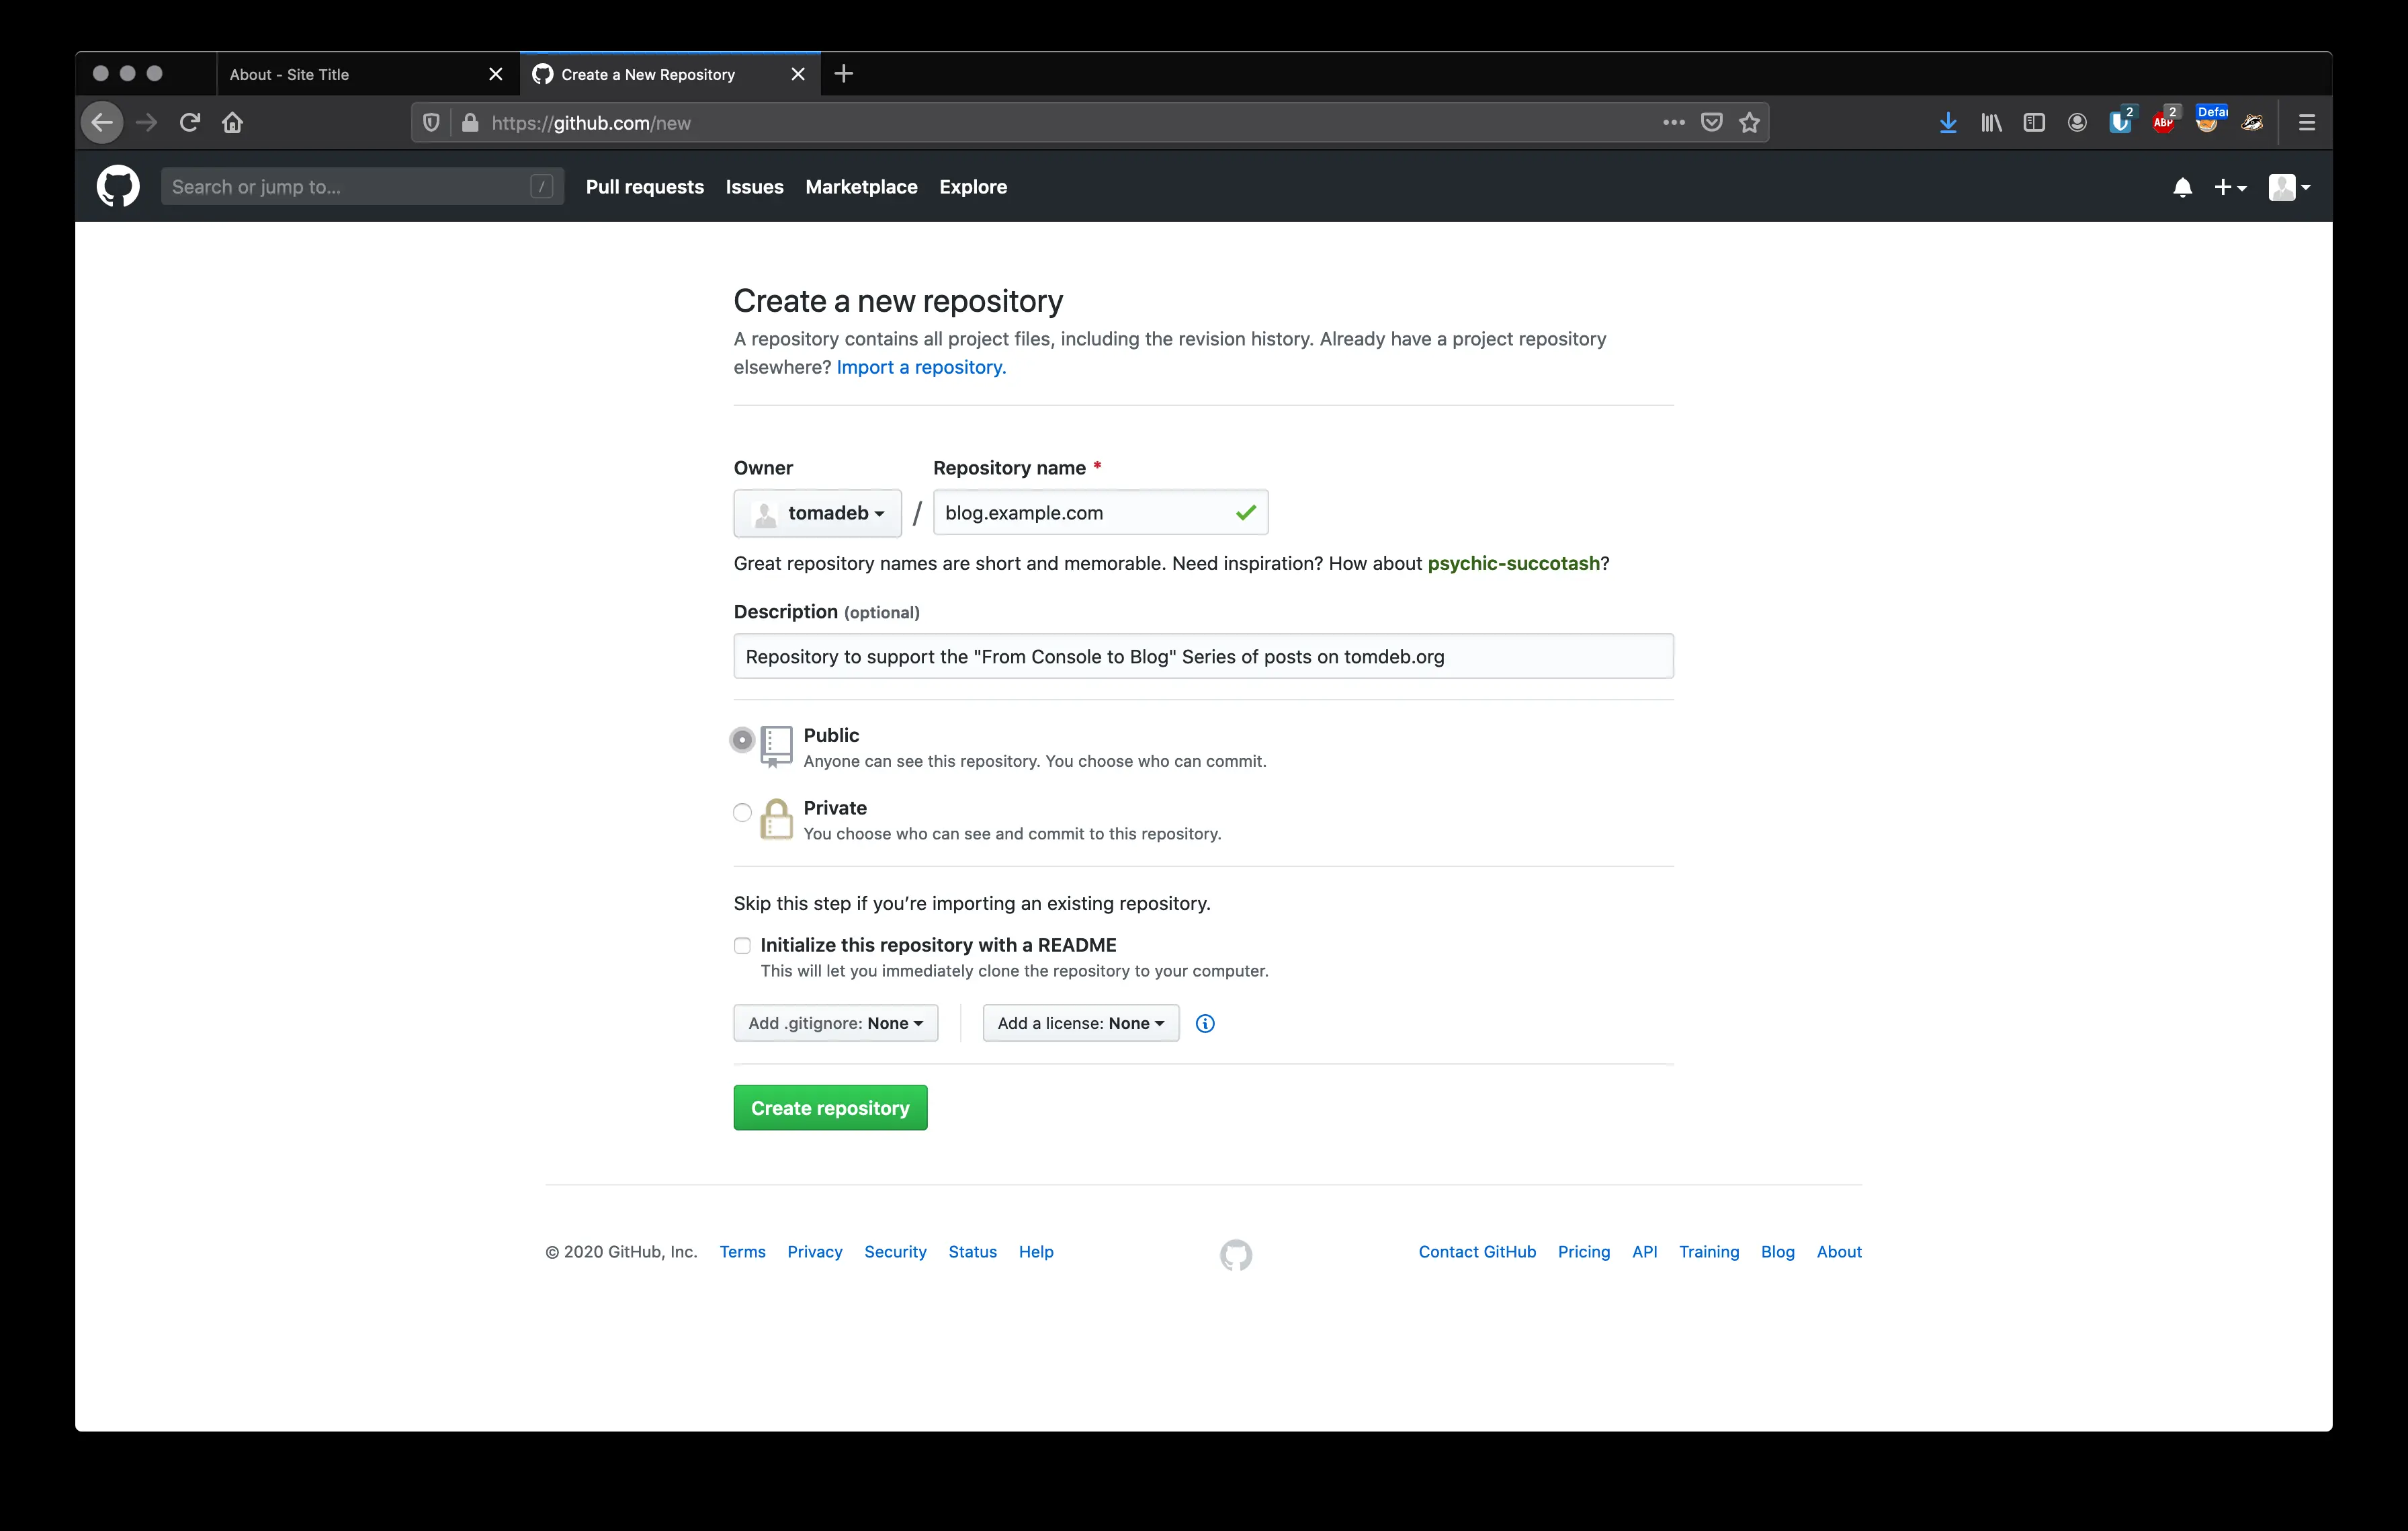 About - Site Title
Create a New Repository
https://github.com/new
2
2
ABP
Defau
Search or jump to...
/
Pull requests
Issues
Marketplace
Explore
Create a new repository
A repository contains all project files, including the revision history. Already have a project repository
elsewhere? Import a repository.
Owner
Repository name *
tomadeb
/
blog.example.com
Great repository names are short and memorable. Need inspiration? How about psychic-succotash?
Description (optional)
Repository to support the "From Console to Blog" Series of posts on tomdeb.org
Public
Anyone can see this repository. You choose who can commit.
Private
You choose who can see and commit to this repository.
Skip this step if you’re importing an existing repository.
Initialize this repository with a README
This will let you immediately clone the repository to your computer.
Add .gitignore: None
Add a license: None
Create repository
© 2020 GitHub, Inc.
Terms
Privacy
Security
Status
Help
Contact GitHub
Pricing
API
Training
Blog
About